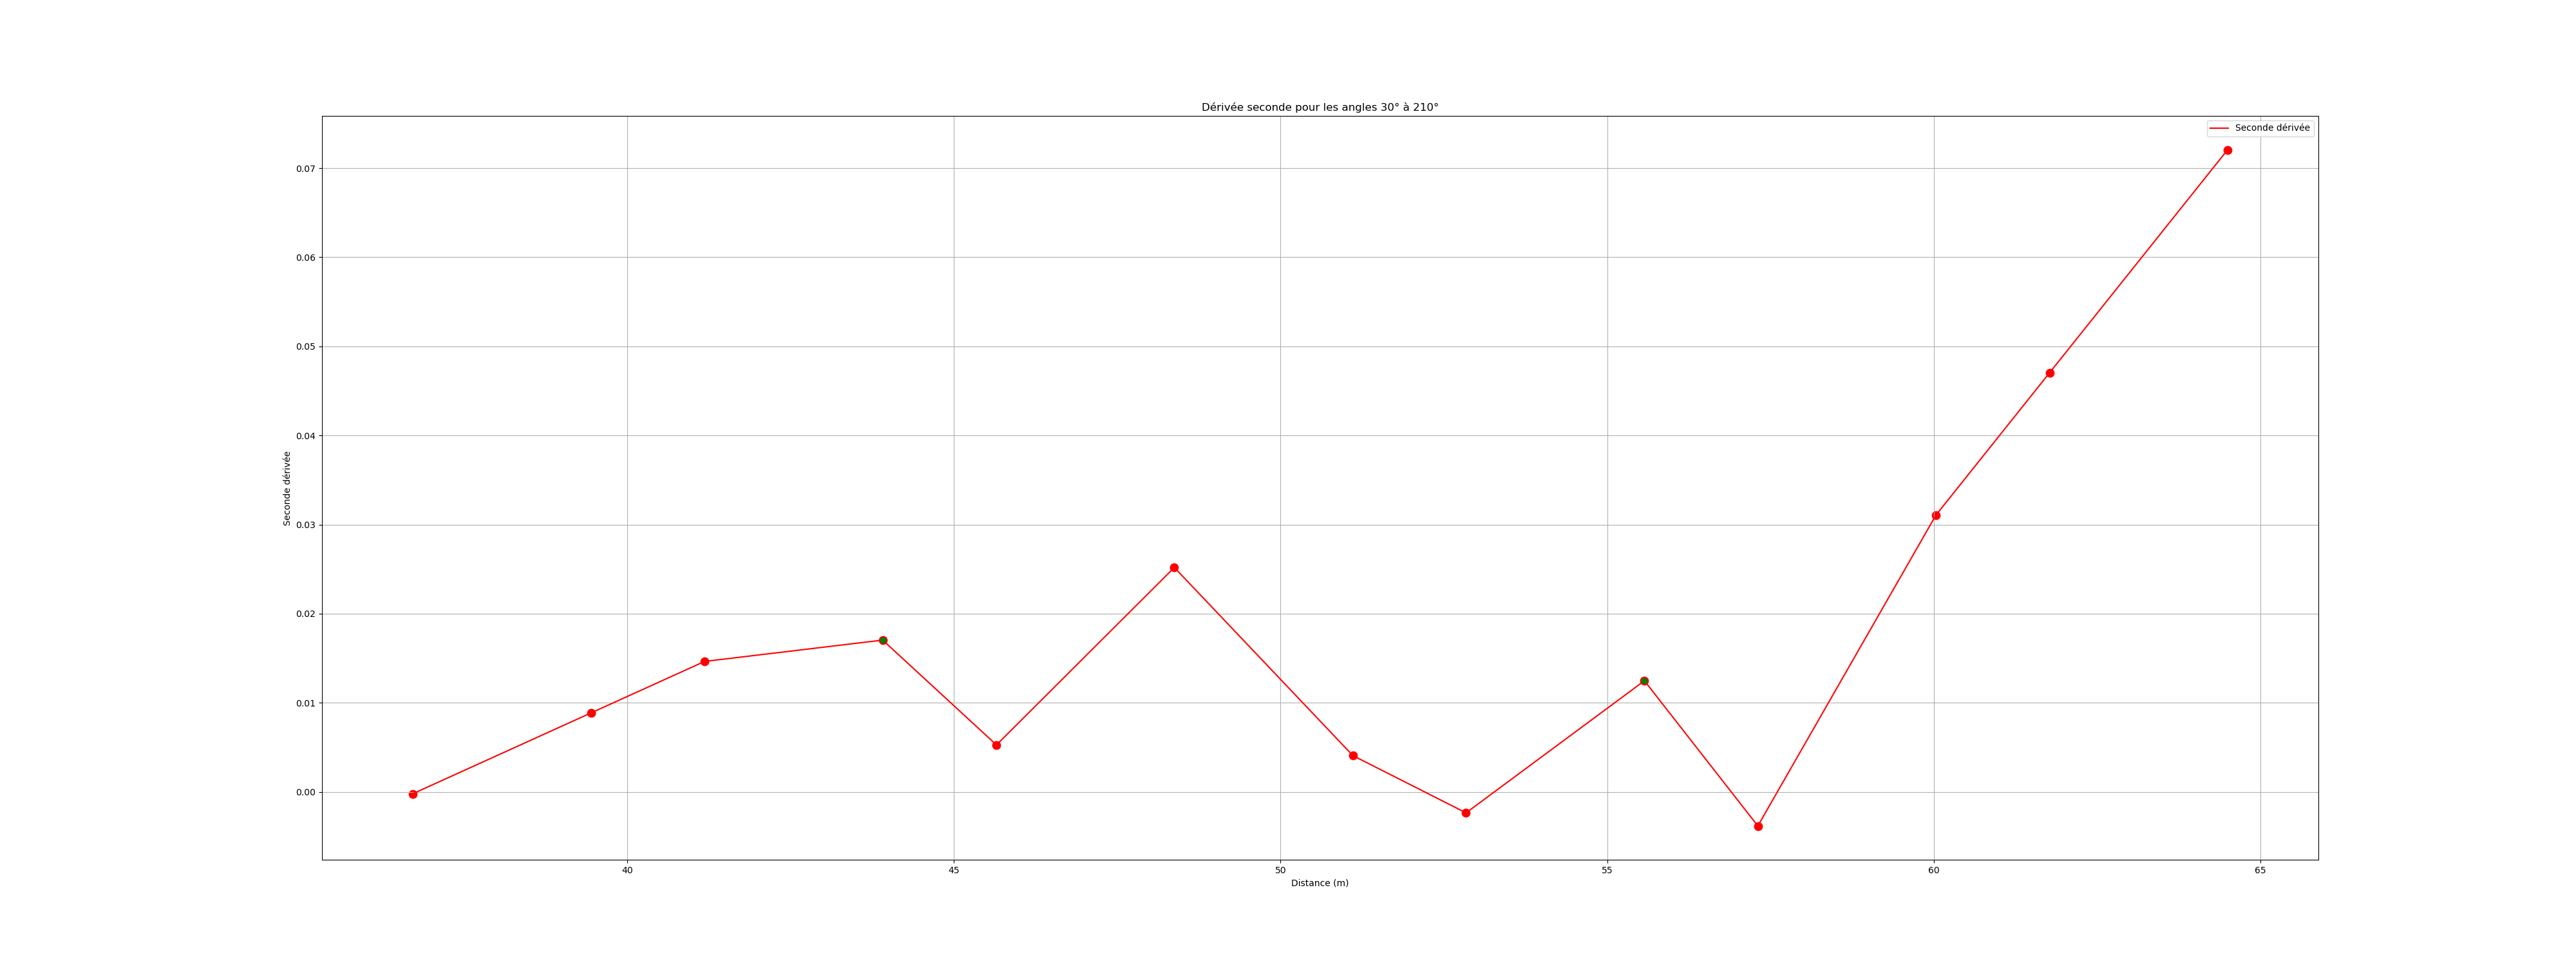 Dérivée seconde pour les angles 30° à 210°
Seconde dérivée
0.07
0.06
0.05
0.04
0.03
0.02
0.01
0.00
Seconde dérivée
40 45 50 55 60 65
Distance (m)